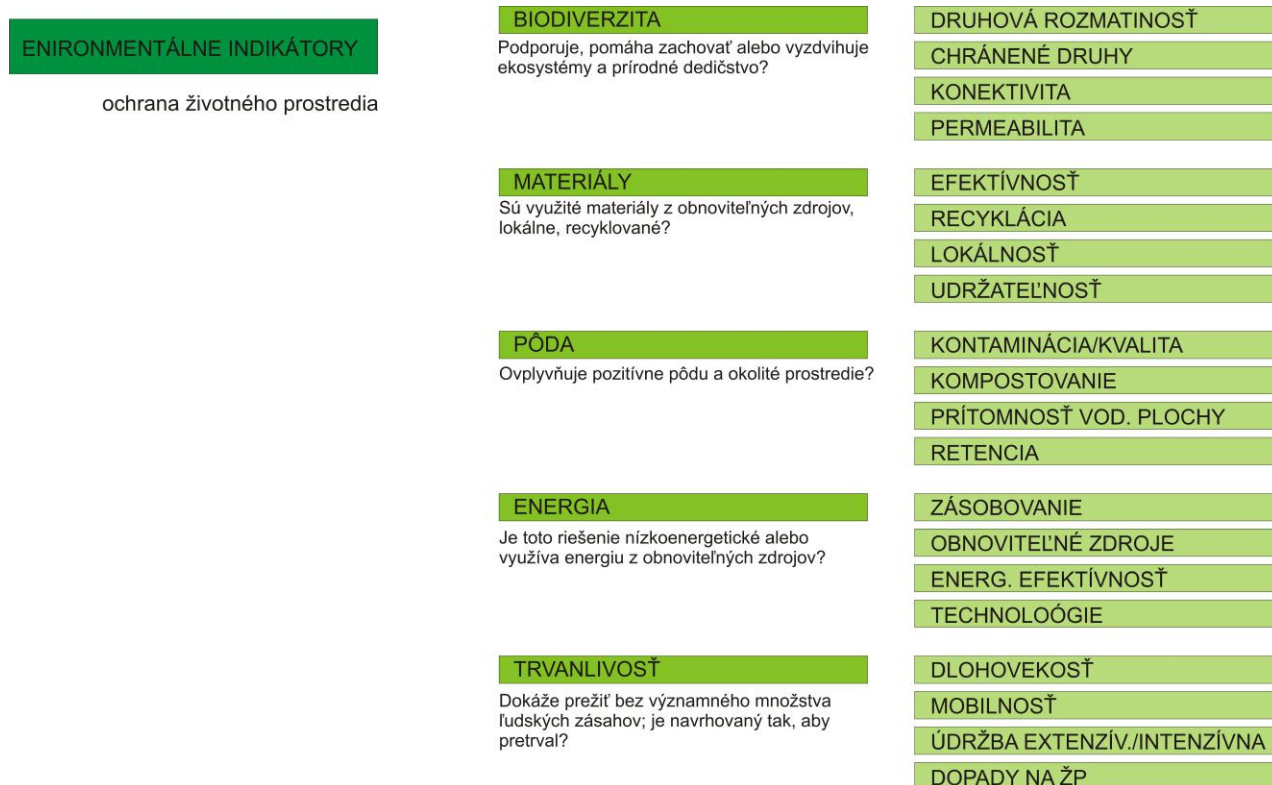 ENIRONMENTÁLNE INDIKÁTORY
ochrana životného prostredia
BIODIVERZITA
Podporuje, pomáha zachovať alebo vyzdvihuje
ekosystémy a prírodné dedičstvo?
DRUHOVÁ ROZMATINOSŤ
CHRÁNENÉ DRUHY
KONEKTIVITA
PERMEABILITA
MATERIÁLY
Sú využité materiály z obnoviteľných zdrojov,
lokálne, recyklované?
EFEKTÍVNOSŤ
RECYKLÁCIA
LOKÁLNOSŤ
UDRŽATEĽNOSŤ
PÔDA
Ovplyvňuje pozitívne pôdu a okolité prostredie?
KONTAMINÁCIA/KVALITA
KOMPOSTOVANIE
PRÍTOMNOSŤ VOD. PLOCHY
RETENCIA
ENERGIA
Je toto riešenie nízkoenergetické alebo
využíva energiu z obnoviteľných zdrojov?
ZÁSOBOVANIE
OBNOVITEĽNÉ ZDROJE
ENERG. EFEKTÍVNOSŤ
TECHNOLOÓGIE
TRVANLIVOSŤ
Dokáže prežiť bez významného množstva
ľudských zásahov; je navrhovaný tak, aby
pretrval?
DLOHOVEKOSŤ
MOBILNOSŤ
ÚDRŽBA EXTENZÍV./INTENZÍVNA
DOPADY NA ŽP